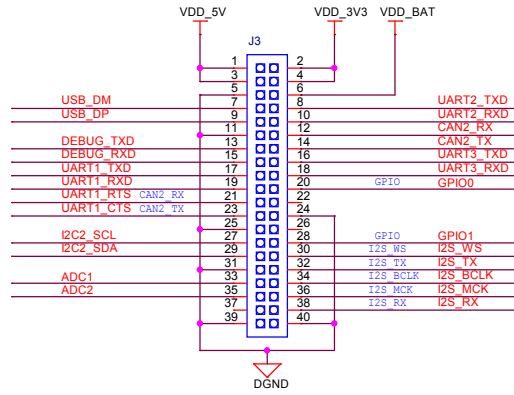 VDD_5V VDD_3V3 VDD_BAT
J3
1 2
3 4
5 6
USB_DM 7 8 UART2_TXD
USB_DP 9 10 UART2_RXD
11 12 CAN2_RX
DEBUG_TXD 13 14 CAN2_TX
DEBUG_RXD 15 16 UART3_TXD
UART1_TXD 17 18 UART3_RXD
UART1_RXD 19 20 GPIO GPIO0
UART1_RTS CAN2_RX 21 22
UART1_CTS CAN2_TX 23 24
25 26
I2C2_SCL 27 28 GPIO GPIO1
I2C2_SDA 29 30 I2S_WS I2S_WS
31 32 I2S_TX I2S_TX
ADC1 33 34 I2S_BCLK I2S_BCLK
ADC2 35 36 I2S_MCK I2S_MCK
37 38 I2S_RX I2S_RX
39 40
DGND